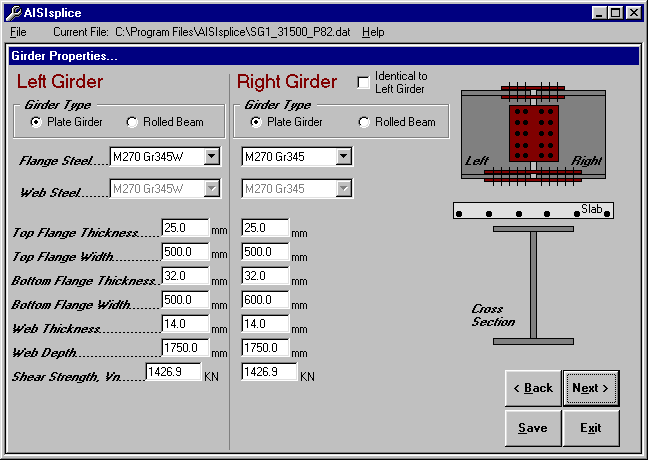 AISIsplice
File Current File: C:\Program Files\AISIsplice\SG1_31500_P82.dat Help
Girder Properties...
Left Girder
Right Girder
Identical to
Left Girder
Girder Type
Plate Girder Rolled Beam
Girder Type
Plate Girder Rolled Beam
Flange Steel M270 Gr345W M270 Gr345
Web Steel M270 Gr345W M270 Gr345
Top Flange Thickness 25.0 mm 25.0 mm
Top Flange Width 500.0 mm 500.0 mm
Bottom Flange Thickness 32.0 mm 32.0 mm
Bottom Flange Width 500.0 mm 600.0 mm
Web Thickness 14.0 mm 14.0 mm
Web Depth 1750.0 mm 1750.0 mm
Shear Strength, Vn 1426.9 KN 1426.9 KN
Left Right
Slab
Cross
Section
< Back Next >
Save Exit